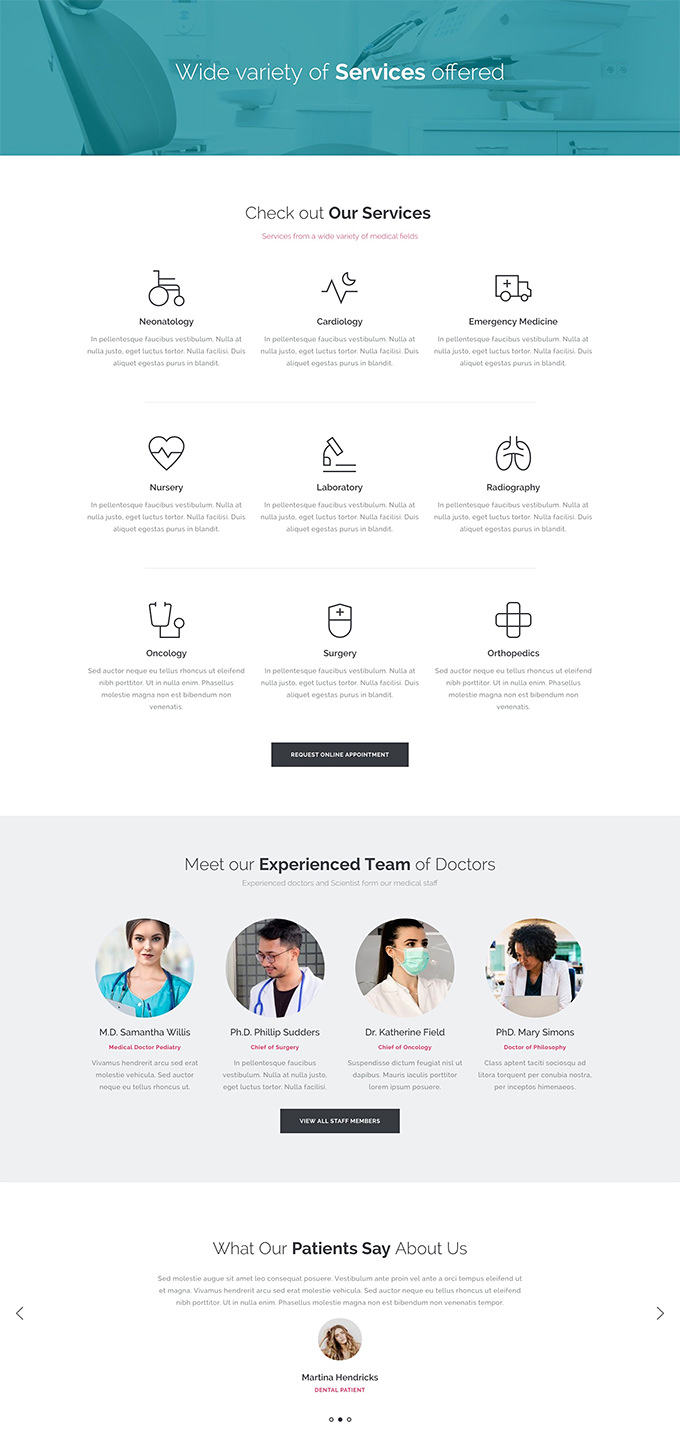 Wide variety of Services offered
Check out Our Services
Services from a wide variety of medical fields
Neonatology
In pellentesque faucibus vestibulum. Nulla at
nulla justo, eget luctus tortor. Nulla facilisi. Duis
aliquet egestas purus in blandit.
Cardiology
In pellentesque faucibus vestibulum. Nulla at
nulla justo, eget luctus tortor. Nulla facilisi. Duis
aliquet egestas purus in blandit.
Emergency Medicine
In pellentesque faucibus vestibulum. Nulla at
nulla justo, eget luctus tortor. Nulla facilisi. Duis
aliquet egestas purus in blandit.
Nursery
In pellentesque faucibus vestibulum. Nulla at
nulla justo, eget luctus tortor. Nulla facilisi. Duis
aliquet egestas purus in blandit.
Laboratory
In pellentesque faucibus vestibulum. Nulla at
nulla justo, eget luctus tortor. Nulla facilisi. Duis
aliquet egestas purus in blandit.
Radiography
In pellentesque faucibus vestibulum. Nulla at
nulla justo, eget luctus tortor. Nulla facilisi. Duis
aliquet egestas purus in blandit.
Oncology
Sed auctor neque eu tellus rhoncus ut eleifend
nibh porttitor. Ut in nulla enim. Phasellus
molestie magna non est bibendum non
venenatis.
Surgery
In pellentesque faucibus vestibulum. Nulla at
nulla justo, eget luctus tortor. Nulla facilisi. Duis
aliquet egestas purus in blandit.
Orthopedics
Sed auctor neque eu tellus rhoncus ut eleifend
nibh porttitor. Ut in nulla enim. Phasellus
molestie magna non est bibendum non
venenatis.
REQUEST ONLINE APPOINTMENT
Meet our Experienced Team of Doctors
Experienced doctors and Scientist form our medical staff
M.D. Samantha Willis
Medical Doctor Pediatry
Vivamus hendrerit arcu sed erat
molestie vehicula. Sed auctor
neque eu tellus rhoncus ut.
Ph.D. Phillip Sudders
Chief of Surgery
In pellentesque faucibus
vestibulum. Nulla at nulla justo,
eget luctus tortor. Nulla facilisi.
Dr. Katherine Field
Chief of Oncology
Suspendisse dictum feugiat nisl ut
dapibus. Mauris iaculis porttitor
lorem ipsum posuere.
PhD. Mary Simons
Doctor of Philosophy
Class aptent taciti sociosqu ad
litora torquent per conubia nostra,
per inceptos himenaeos.
VIEW ALL STAFF MEMBERS
What Our Patients Say About Us
Sed molestie augue sit amet leo consequat posuere. Vestibulum ante proin vel ante a orci tempus eleifend ut
et magna. Vivamus hendrerit arcu sed erat molestie vehicula. Sed auctor neque eu tellus rhoncus ut eleifend
nibh porttitor. Ut in nulla enim. Phasellus molestie magna non est bibendum non venenatis tempor.
Martina Hendricks
DENTAL PATIENT